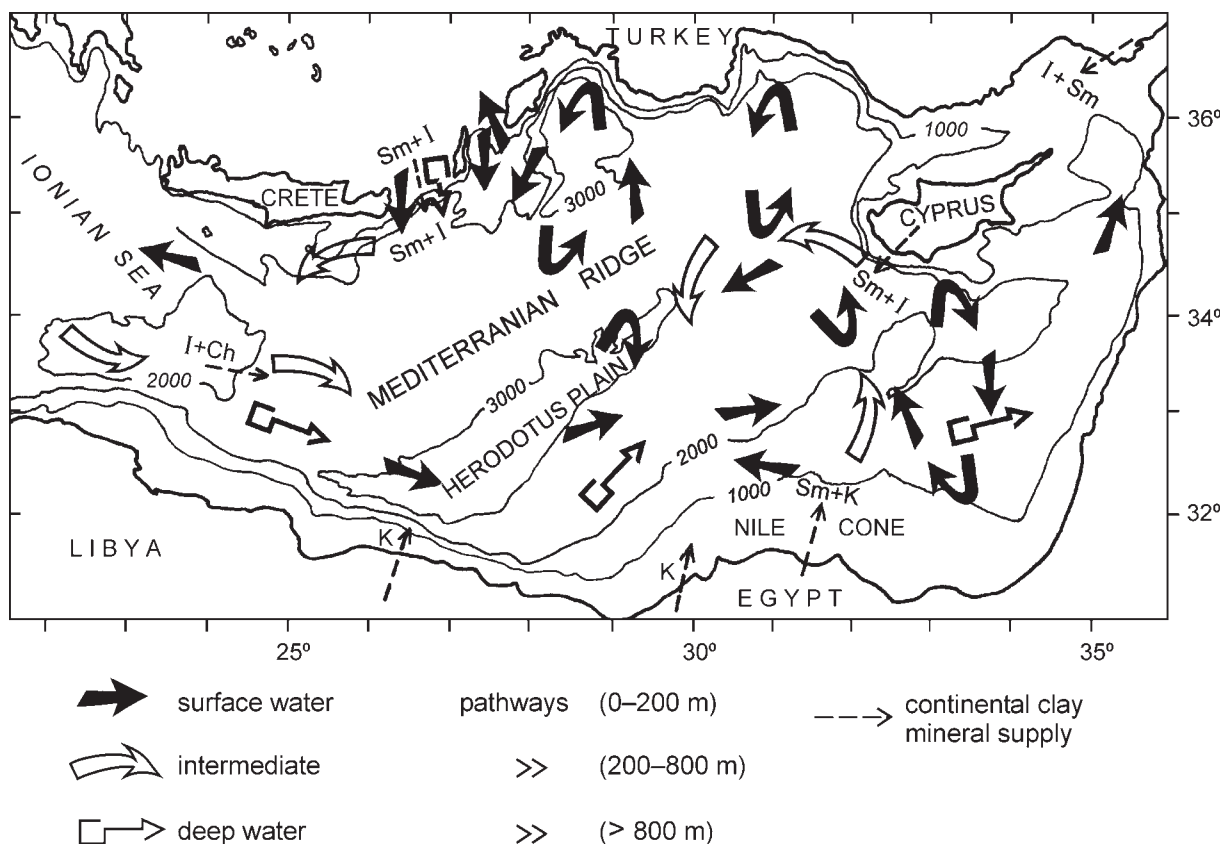 TURKEY
I+Sm
36º
1000
Sm+I
IONIAN SEA
CRETE
3000
CYPRUS
Sm+I
MEDITERRANIAN RIDGE
Sm+I
34º
I+Ch
2000
3000
HERODOTUS PLAIN
2000
1000
Sm+K
NILE CONE
32º
LIBYA
K
K
EGYPT
25º 30º 35º
surface water pathways (0–200 m)
continental clay
mineral supply
intermediate >> (200–800 m)
deep water >> (> 800 m)